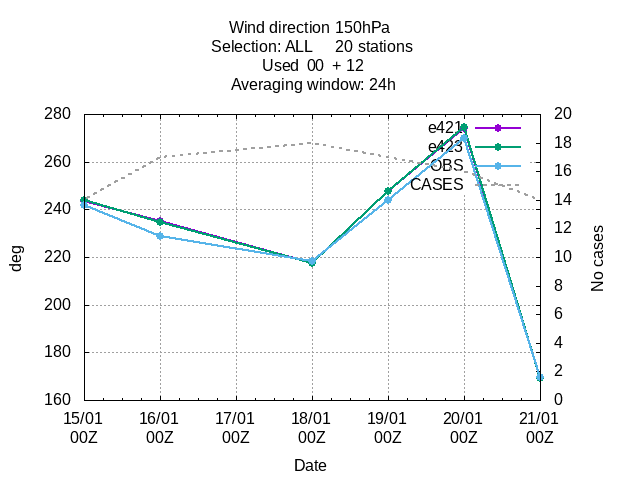 Wind direction 150hPa
Selection: ALL     20 stations
Used  00  + 12
Averaging window: 24h
280
260
240
220
200
180
160
20
18
16
14
12
10
8
6
4
2
0
e421
e423
OBS
CASES
deg
No cases
15/01
00Z
16/01
00Z
17/01
00Z
18/01
00Z
19/01
00Z
20/01
00Z
21/01
00Z
Date